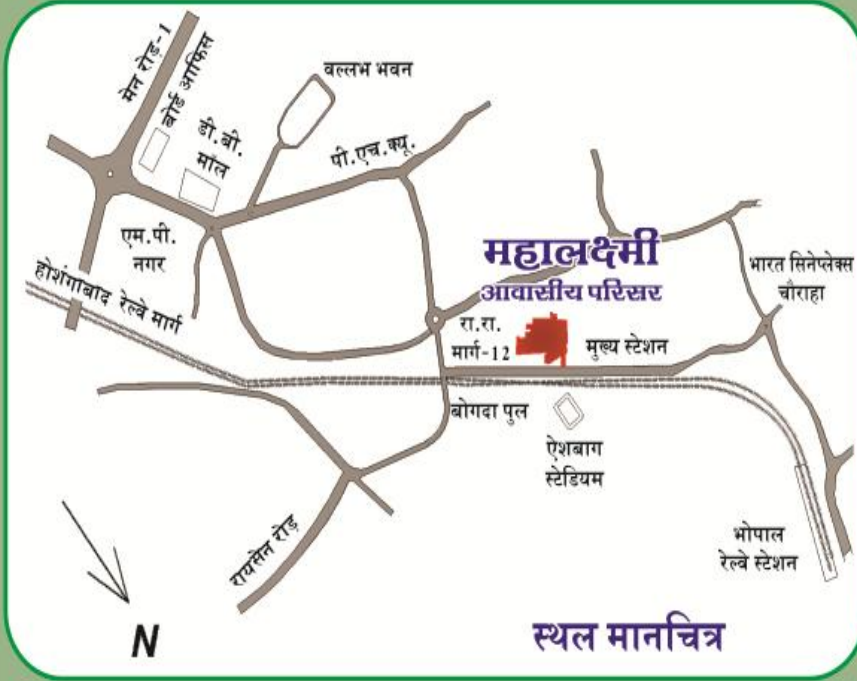 मेन रोड़-1
बोर्ड आफिस
डी.बी.
मॉल
वल्लभ भवन
पी.एच.क्यू.
एम.पी.
नगर
होशंगाबाद रेल्वे मार्ग
महालक्ष्मी
आवासीय परिसर
भारत सिनेप्लेक्स
चौराहा
रा.रा.
मार्ग-12
मुख्य स्टेशन
बोगदा पुल
ऐशबाग
स्टेडियम
रायसेन रोड़
भोपाल
रेल्वे स्टेशन
N
स्थल मानचित्र